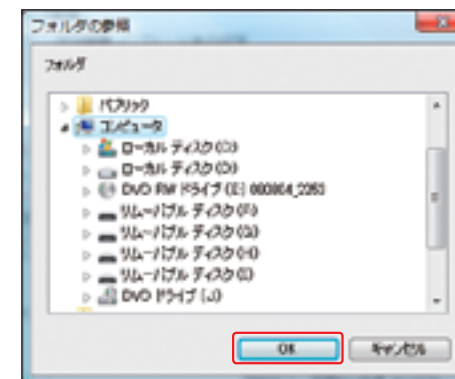 フォルダの参照
フォルダ
パブリック
コンピュータ
ローカル ディスク (C:)
ローカル ディスク (D:)
DVD RW ドライブ (E:)
リムーバブル ディスク (F:)
リムーバブル ディスク (G:)
リムーバブル ディスク (H:)
リムーバブル ディスク (I:)
DVD ドライブ (J:)
OK
キャンセル